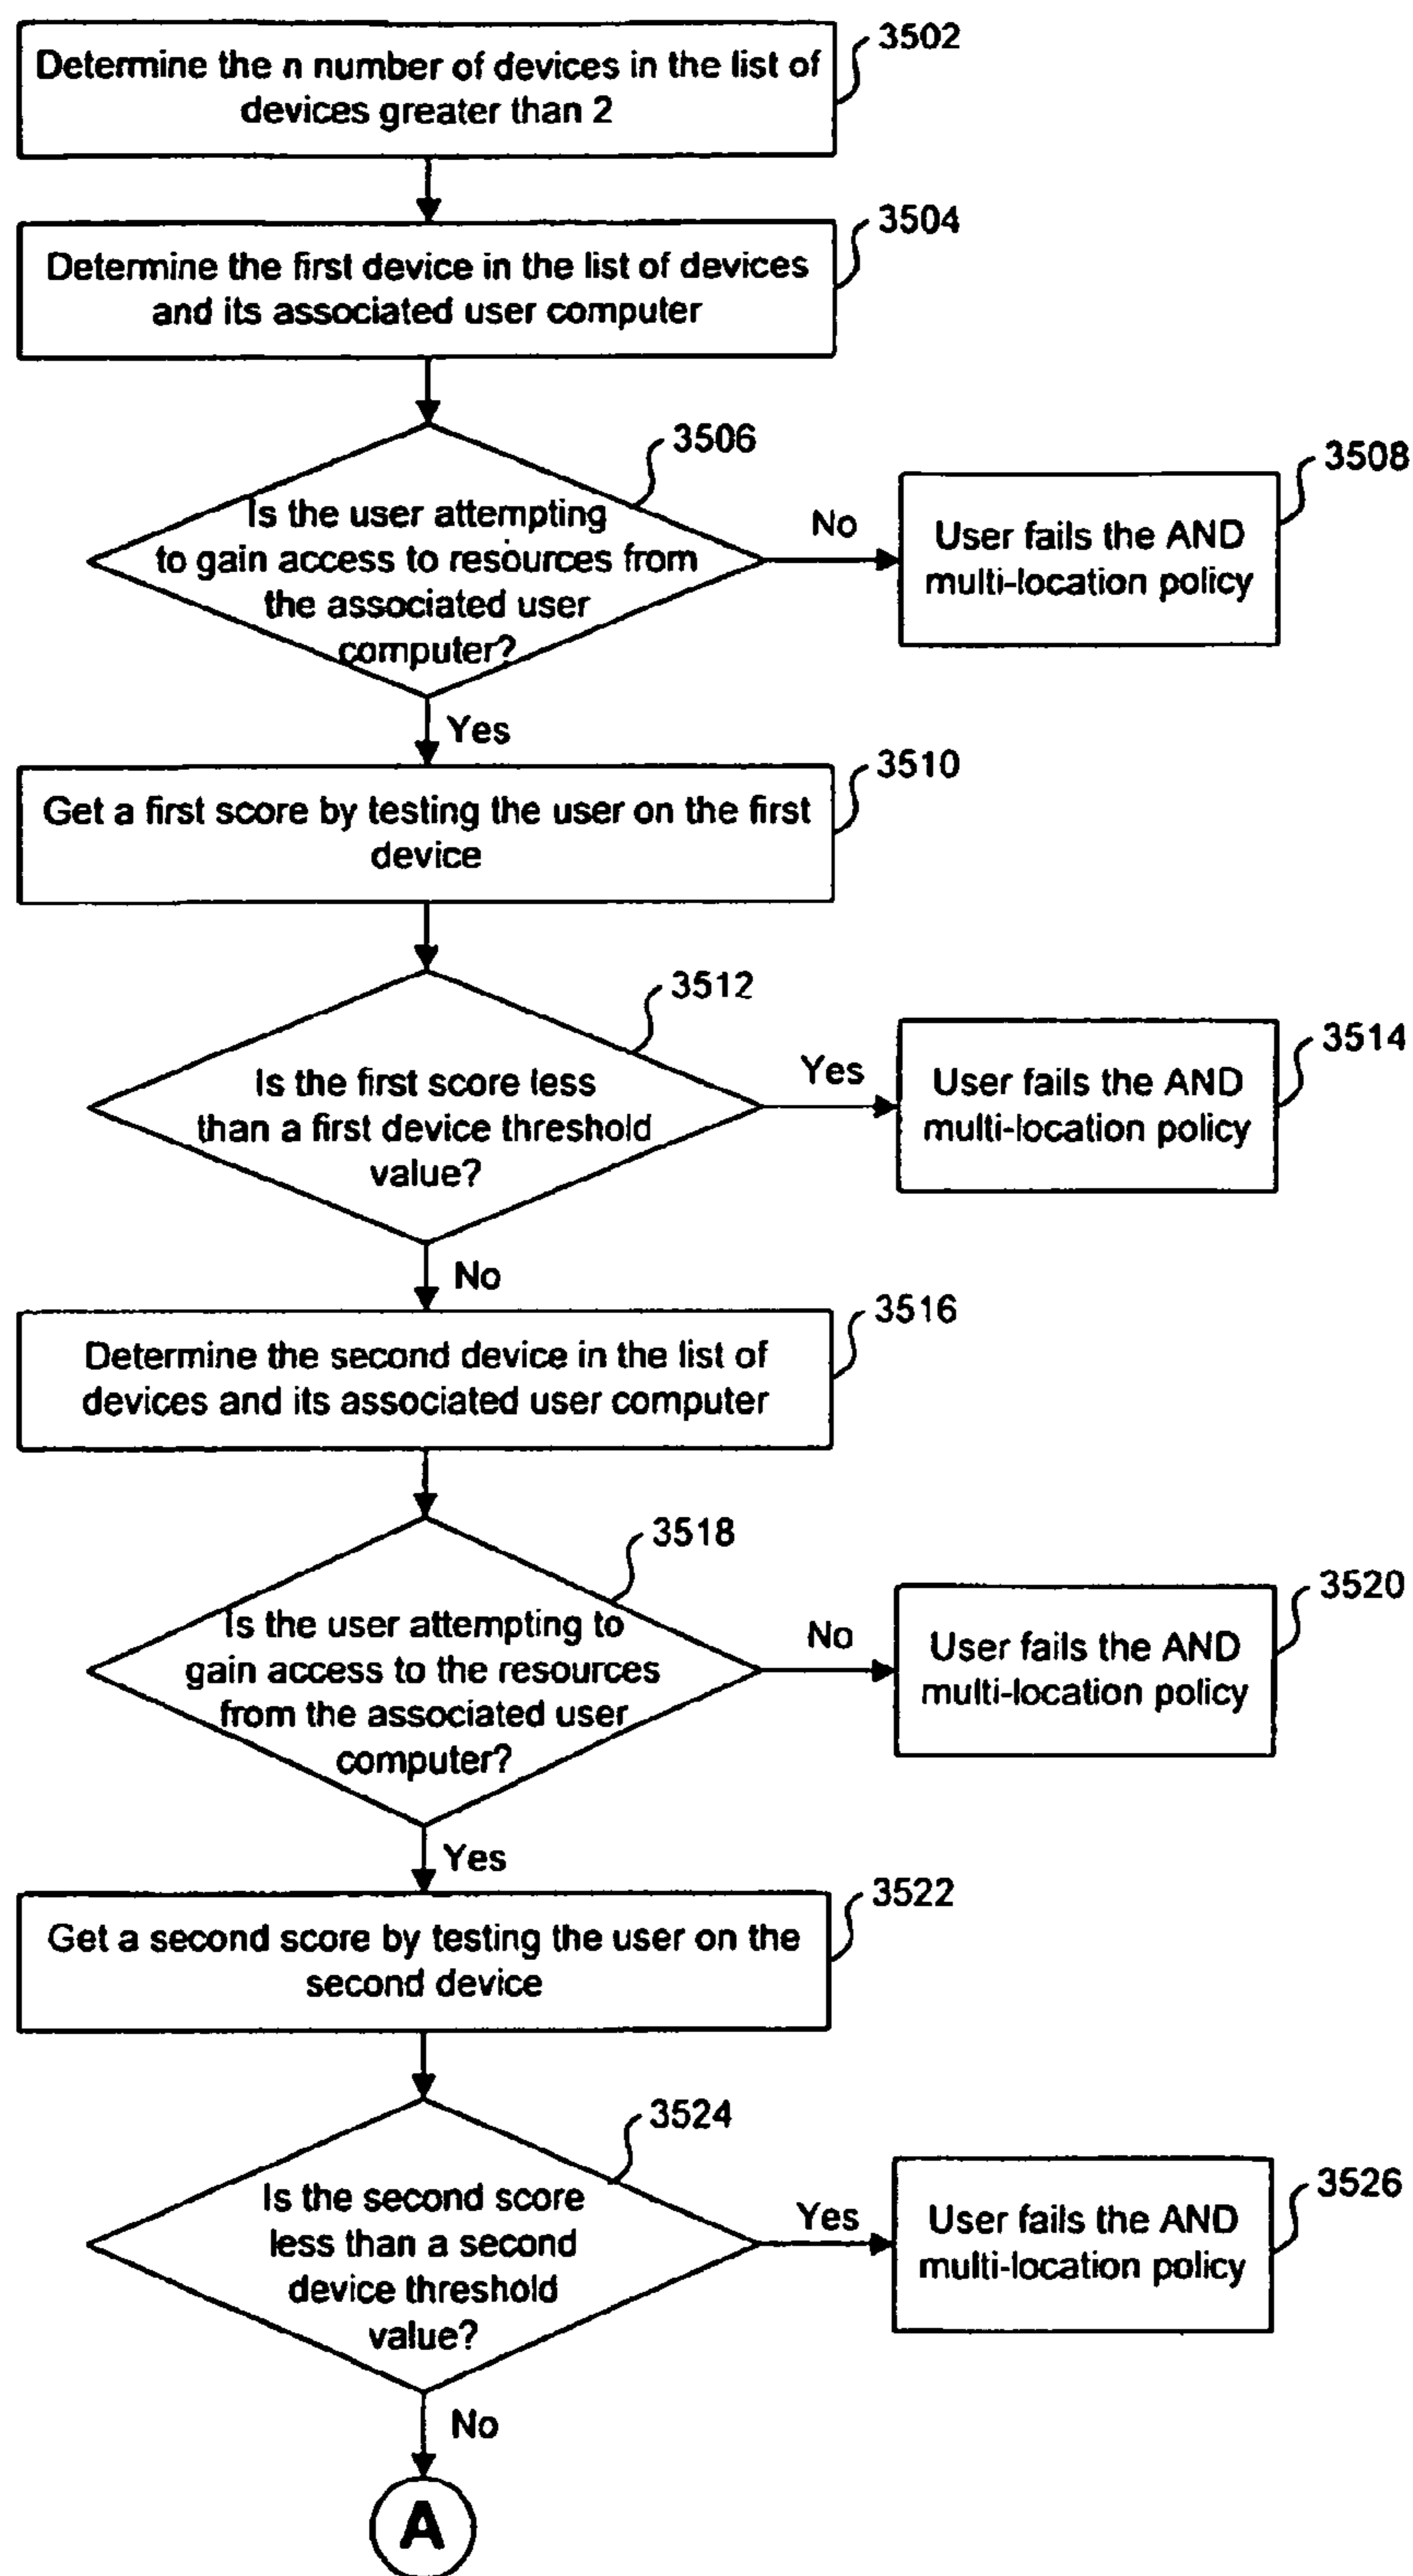 3502
Determine the n number of devices in the list of
devices greater than 2
3504
Determine the first device in the list of devices
and its associated user computer
3506
Is the user attempting
to gain access to resources from
the associated user
computer?
No
3508
User fails the AND
multi-location policy
Yes
3510
Get a first score by testing the user on the first
device
3512
Is the first score less
than a first device threshold
value?
Yes
3514
User fails the AND
multi-location policy
No
3516
Determine the second device in the list of
devices and its associated user computer
3518
Is the user attempting to
gain access to the resources
from the associated user
computer?
No
3520
User fails the AND
multi-location policy
Yes
3522
Get a second score by testing the user on the
second device
3524
Is the second score
less than a second
device threshold
value?
Yes
3526
User fails the AND
multi-location policy
No
A